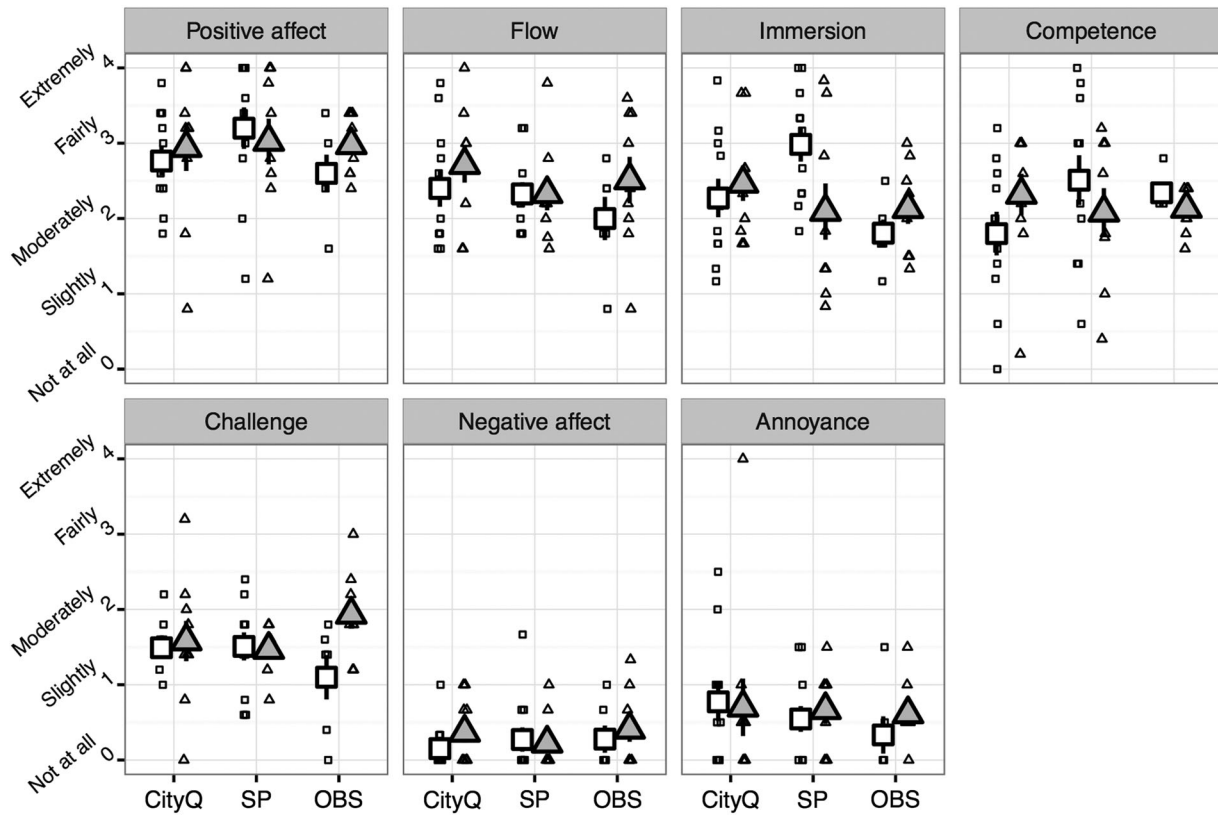 Positive affect
Flow
Immersion
Competence
Extremely 4
Fairly 3
Moderately 2
Slightly 1
Not at all 0
Challenge
Negative affect
Annoyance
Extremely 4
Fairly 3
Moderately 2
Slightly 1
Not at all 0
CityQ SP OBS
CityQ SP OBS
CityQ SP OBS